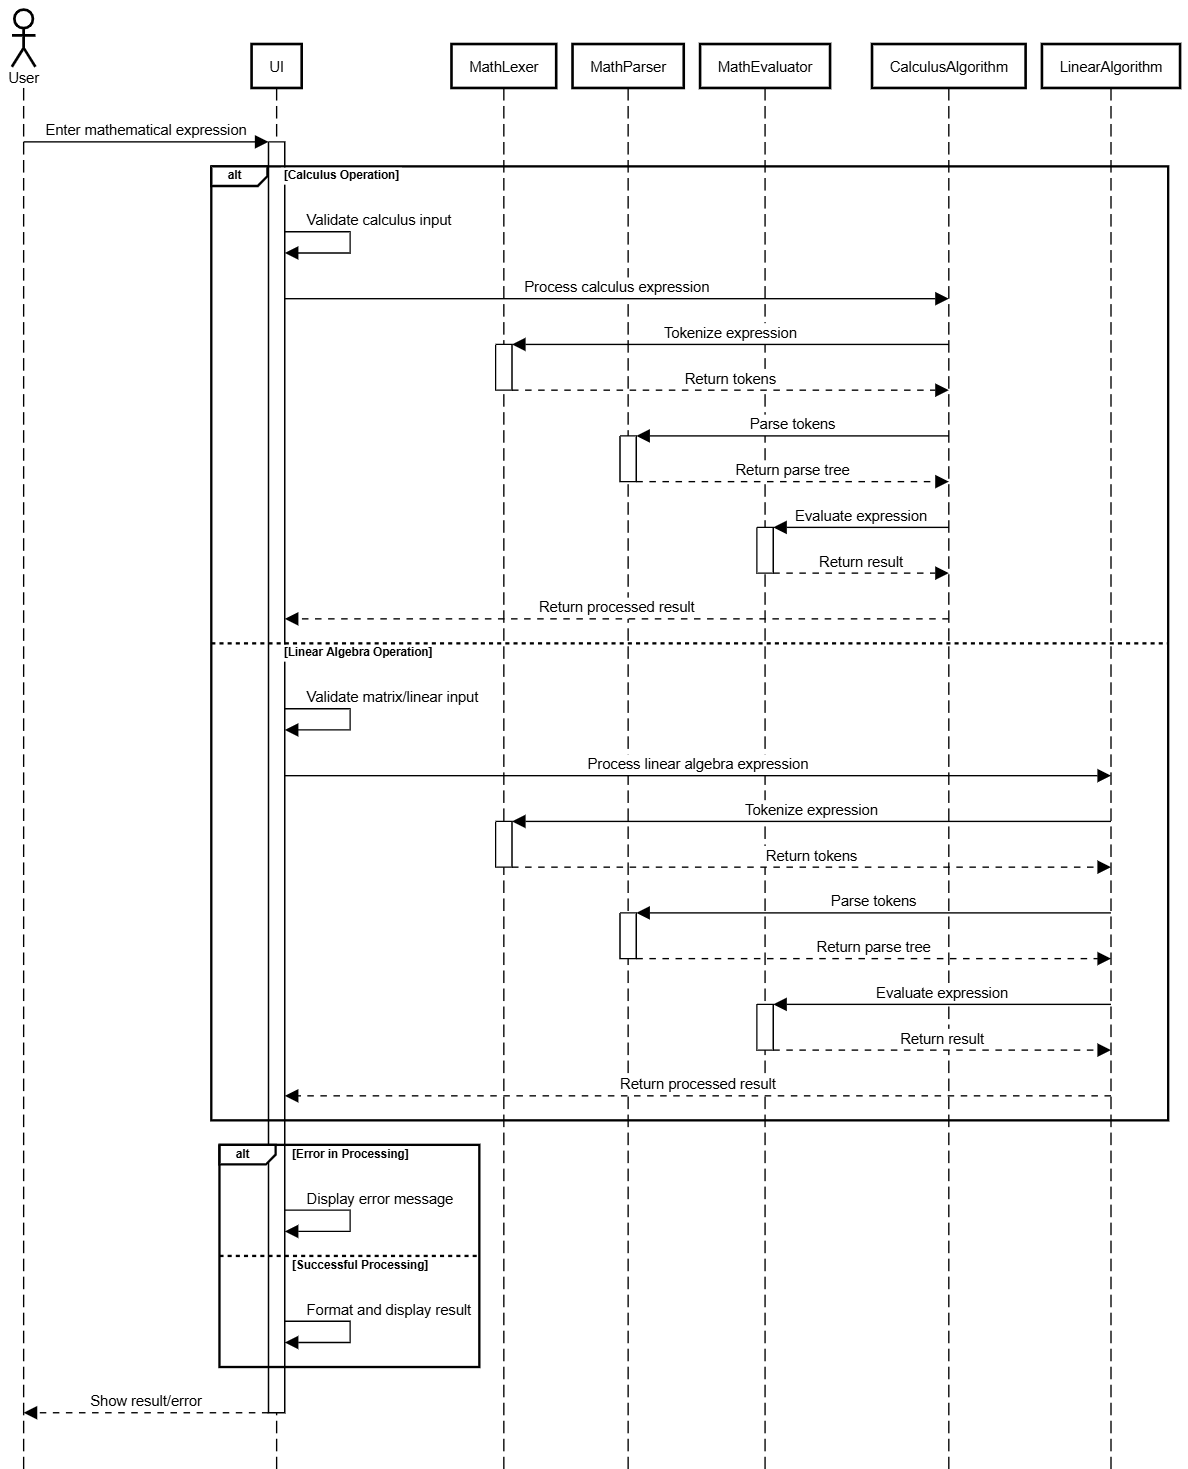 User
UI
MathLexer
MathParser
MathEvaluator
CalculusAlgorithm
LinearAlgorithm
Enter mathematical expression
alt
[Calculus Operation]
Validate calculus input
Process calculus expression
Tokenize expression
Return tokens
Parse tokens
Return parse tree
Evaluate expression
Return result
Return processed result
[Linear Algebra Operation]
Validate matrix/linear input
Process linear algebra expression
Tokenize expression
Return tokens
Parse tokens
Return parse tree
Evaluate expression
Return result
Return processed result
alt
[Error in Processing]
Display error message
[Successful Processing]
Format and display result
Show result/error